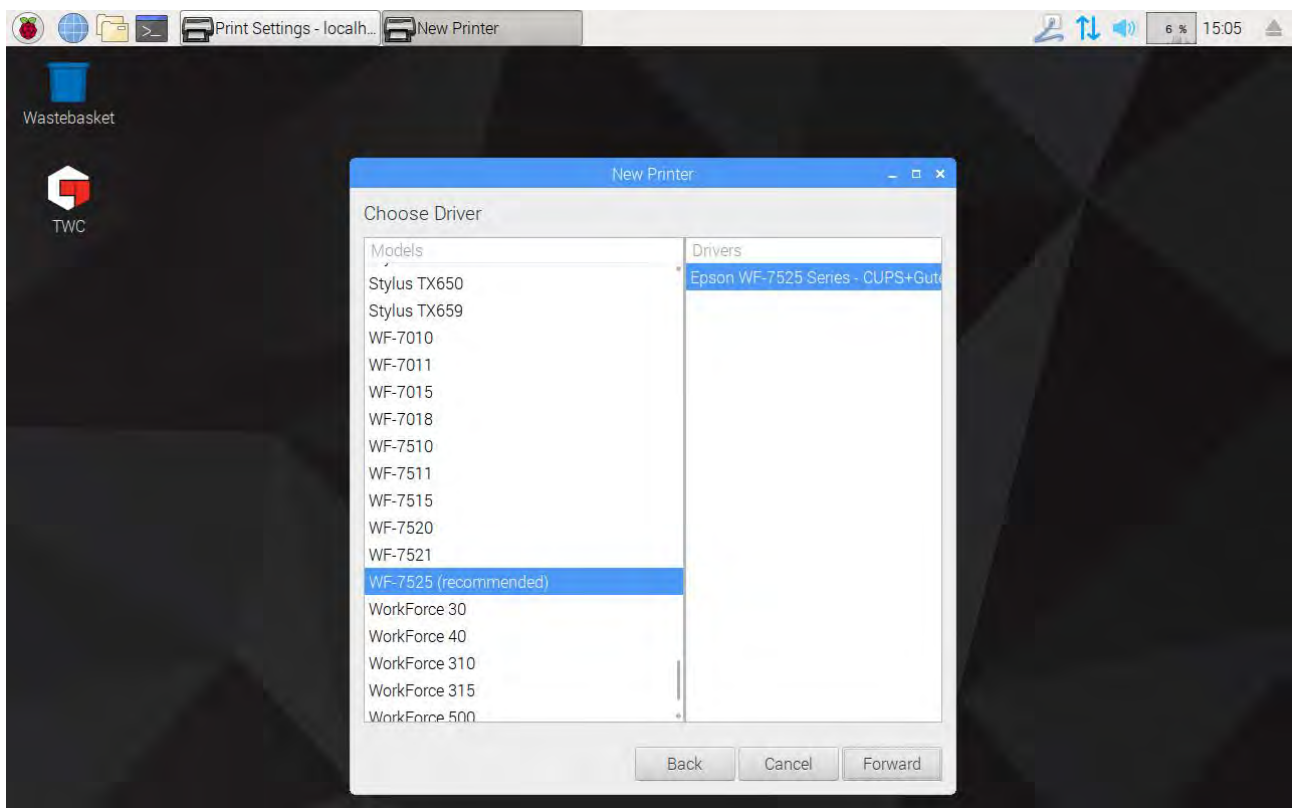 Print Settings - localh...
New Printer
6 %
15:05
Wastebasket
TWC
New Printer
Choose Driver
Models
Drivers
Stylus TX650
Epson WF-7525 Series - CUPS+Gute
Stylus TX659
WF-7010
WF-7011
WF-7015
WF-7018
WF-7510
WF-7511
WF-7515
WF-7520
WF-7521
WF-7525 (recommended)
WorkForce 30
WorkForce 40
WorkForce 310
WorkForce 315
WorkForce 500
Back
Cancel
Forward